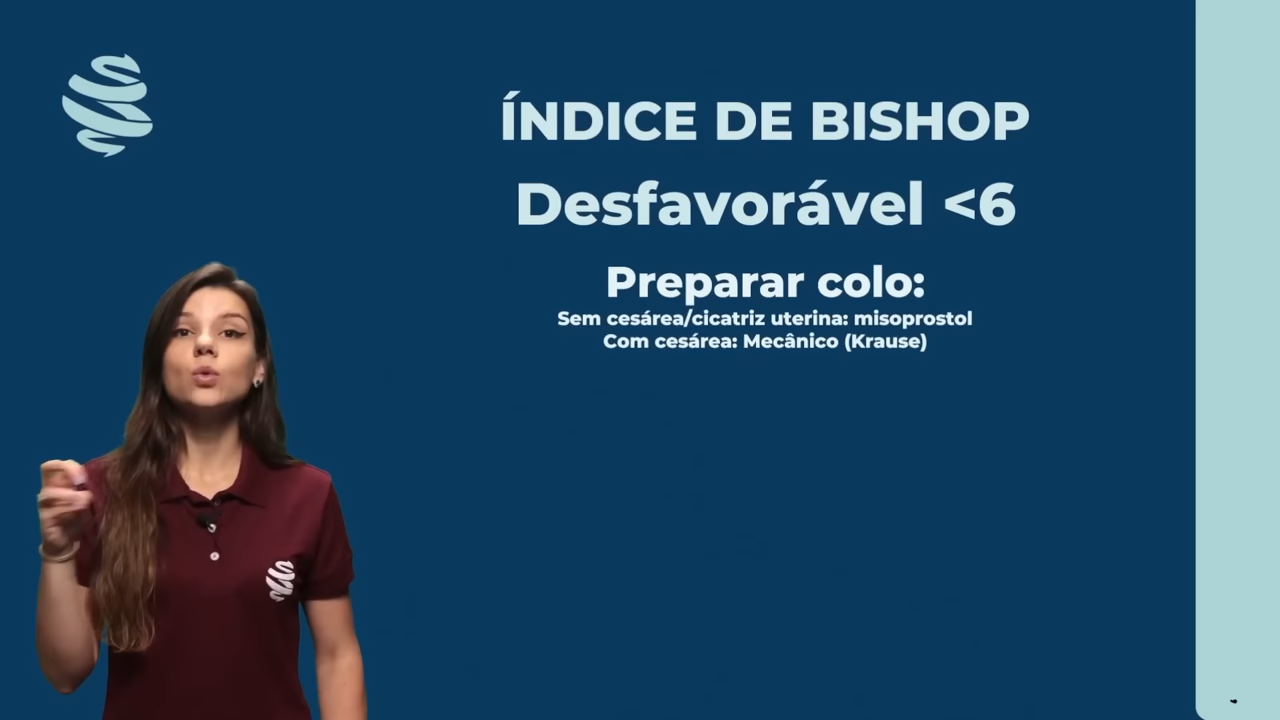 ÍNDICE DE BISHOP
Desfavorável <6
Preparar colo:
Sem cesárea/cicatriz uterina: misoprostol
Com cesárea: Mecânico (Krause)